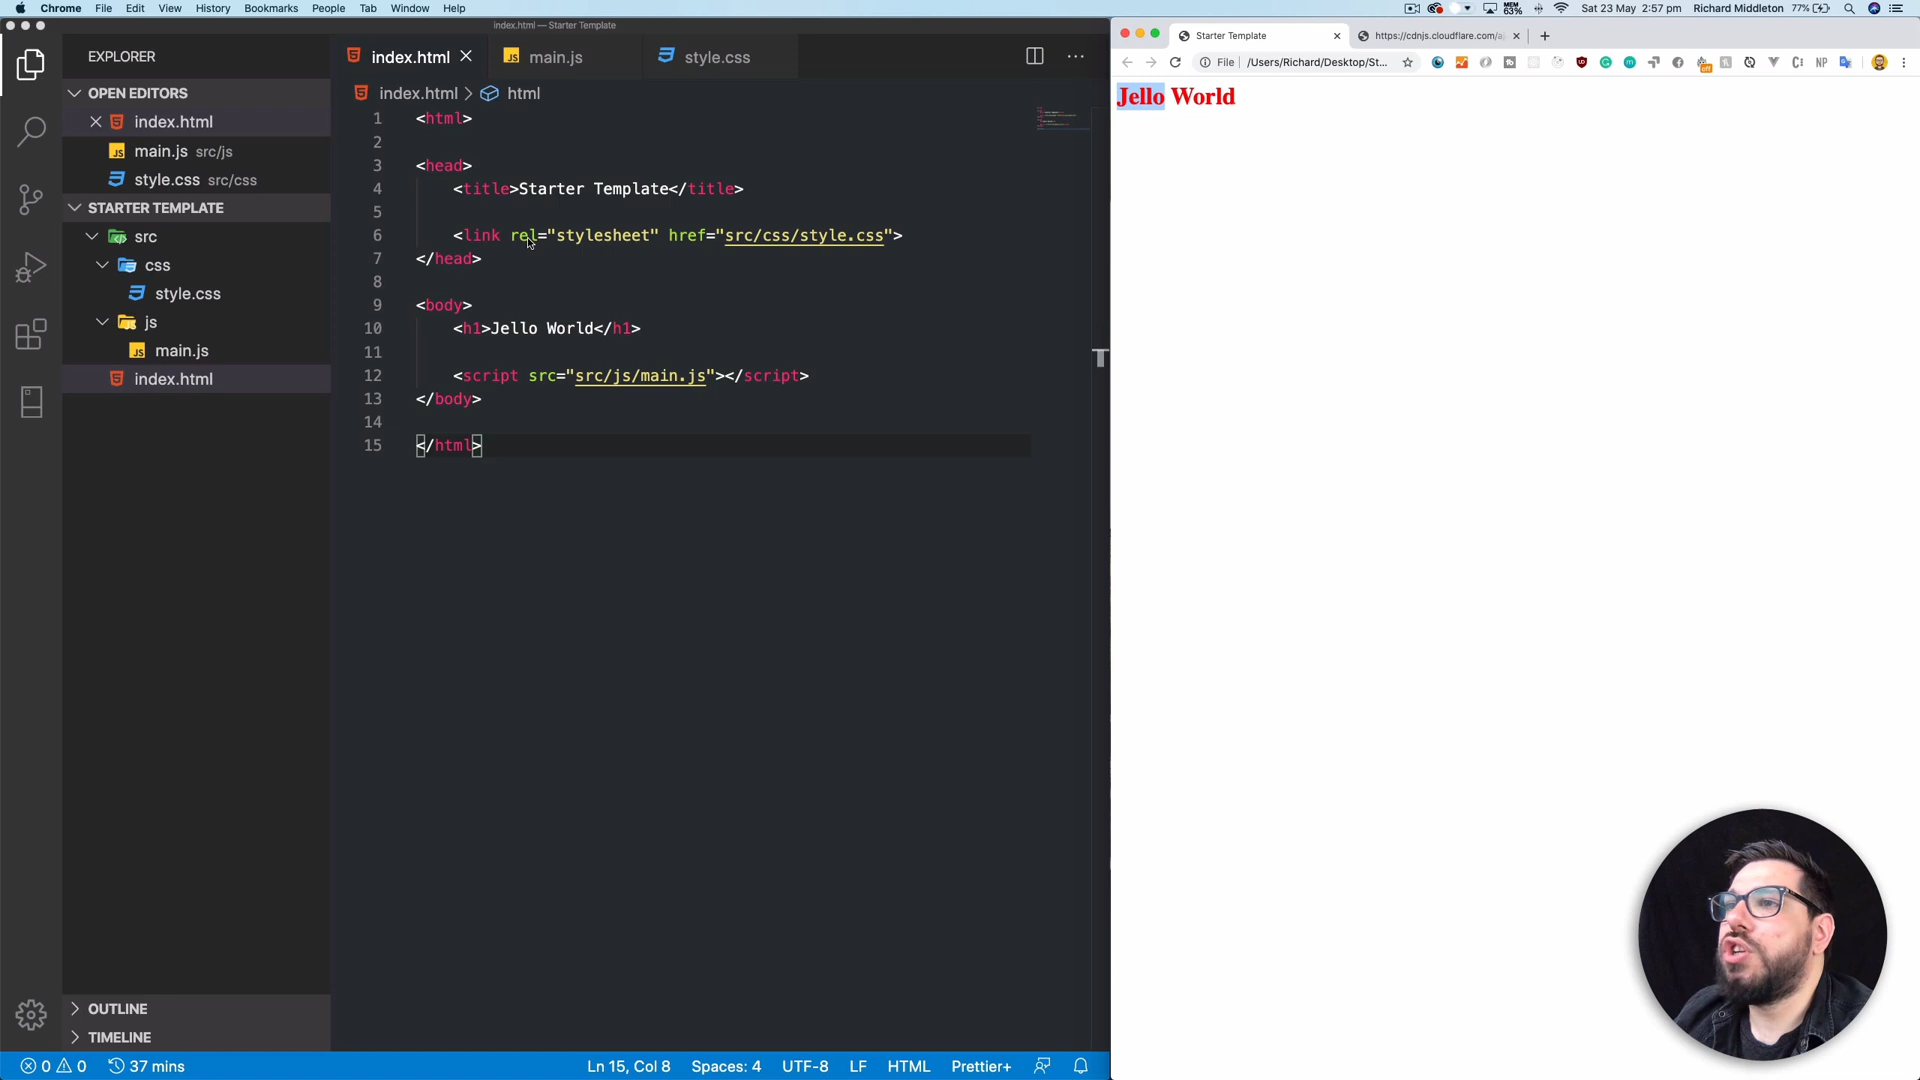 Chrome File Edit View History Bookmarks People Tab Window Help
MEM 63% Sat 23 May 2:57 pm Richard Middleton 77%
index.html — Starter Template
EXPLORER
OPEN EDITORS
index.html
main.js src/js
style.css src/css
STARTER TEMPLATE
src
css
style.css
js
main.js
index.html
OUTLINE
TIMELINE
index.html
JS main.js
style.css
index.html > html
1 <html>
2
3 <head>
4 <title>Starter Template</title>
5
6 <link rel="stylesheet" href="src/css/style.css">
7 </head>
8
9 <body>
10 <h1>Jello World</h1>
11
12 <script src="src/js/main.js"></script>
13 </body>
14
15 </html>
0 0 37 mins
Ln 15, Col 8 Spaces: 4 UTF-8 LF HTML Prettier+
Starter Template
https://cdnjs.cloudflare.com/a
File /Users/Richard/Desktop/St...
NP
off
Jello World